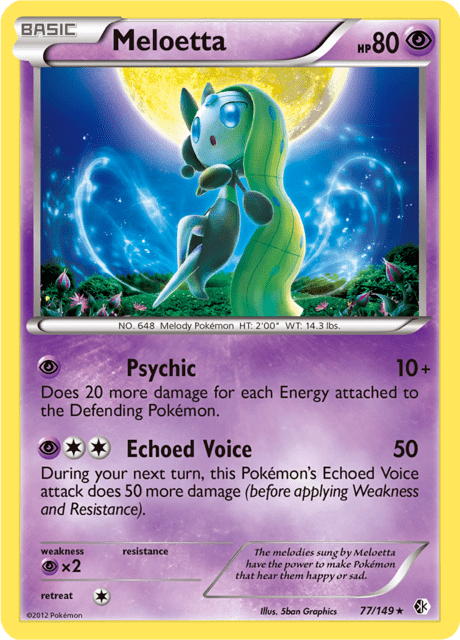 BASIC
Meloetta
HP80
NO. 648 Melody Pokémon HT: 2'00" WT: 14.3 lbs.
Psychic 10+
Does 20 more damage for each Energy attached to
the Defending Pokémon.
Echoed Voice 50
During your next turn, this Pokémon's Echoed Voice
attack does 50 more damage (before applying Weakness
and Resistance).
weakness resistance
×2
retreat
The melodies sung by Meloetta
have the power to make Pokémon
that hear them happy or sad.
Illus. 5ban Graphics 77/149 ★
©2012 Pokémon